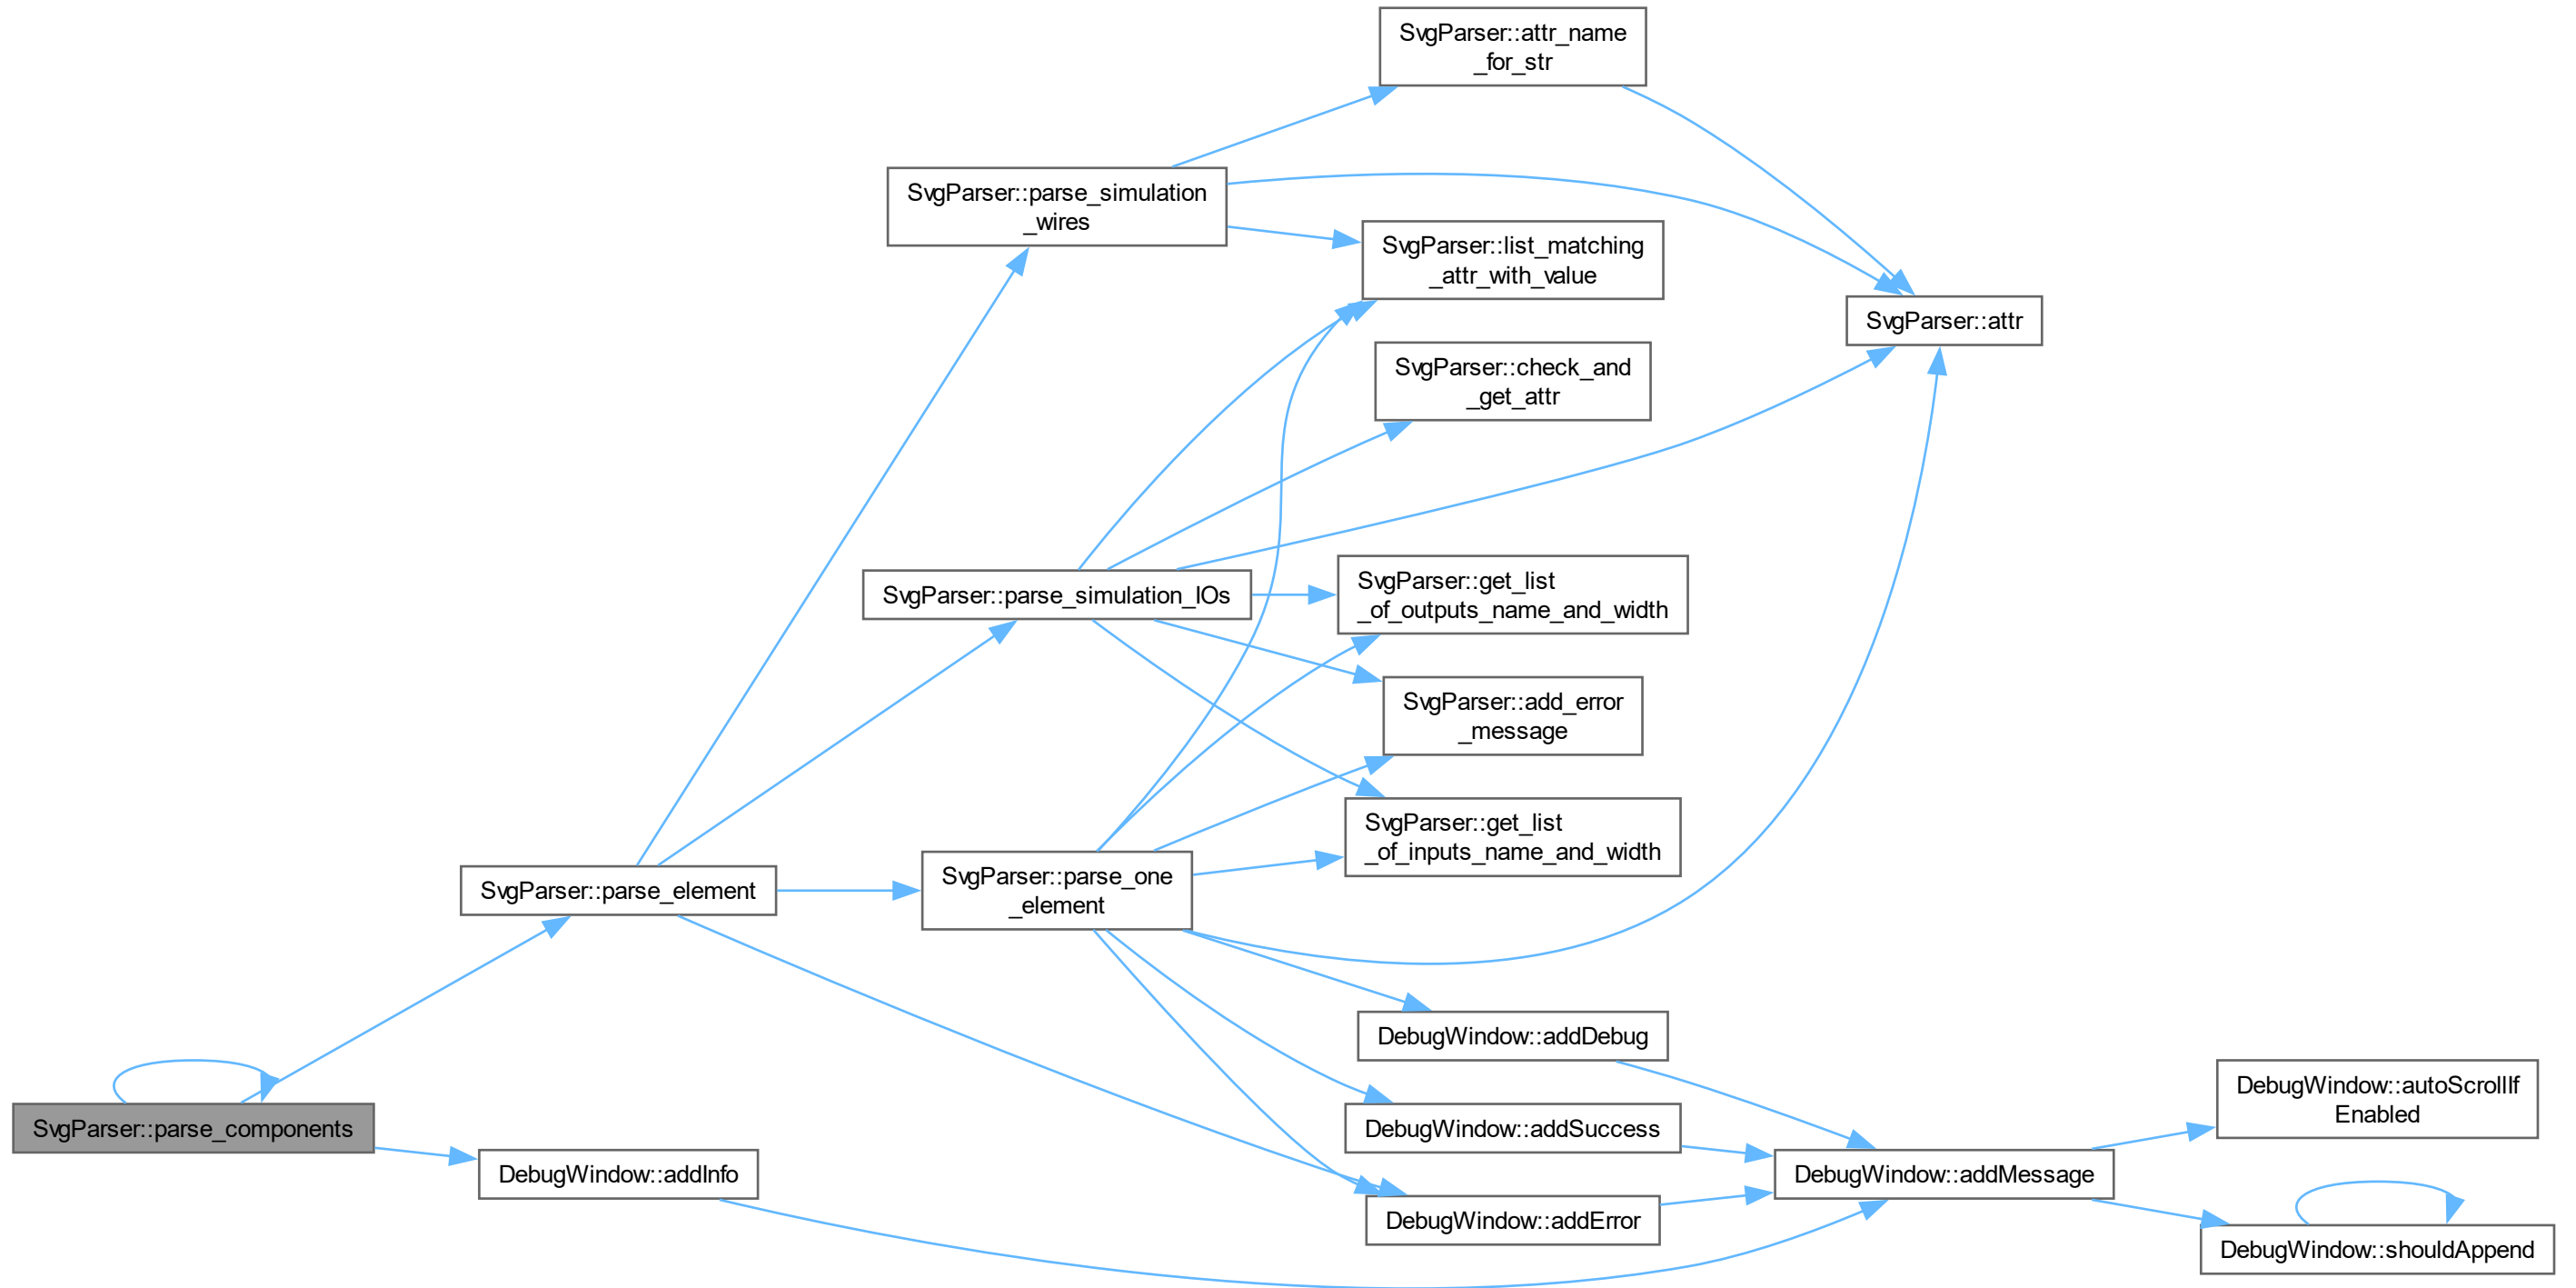 SvgParser::attr_name
_for_str
SvgParser::parse_simulation
_wires
SvgParser::list_matching
_attr_with_value
SvgParser::attr
SvgParser::check_and
_get_attr
SvgParser::parse_simulation_IOs
SvgParser::get_list
_of_outputs_name_and_width
SvgParser::add_error
_message
SvgParser::get_list
_of_inputs_name_and_width
SvgParser::parse_element
SvgParser::parse_one
_element
DebugWindow::addDebug
SvgParser::parse_components
DebugWindow::addInfo
DebugWindow::addSuccess
DebugWindow::addError
DebugWindow::addMessage
DebugWindow::autoScrollIf
Enabled
DebugWindow::shouldAppend